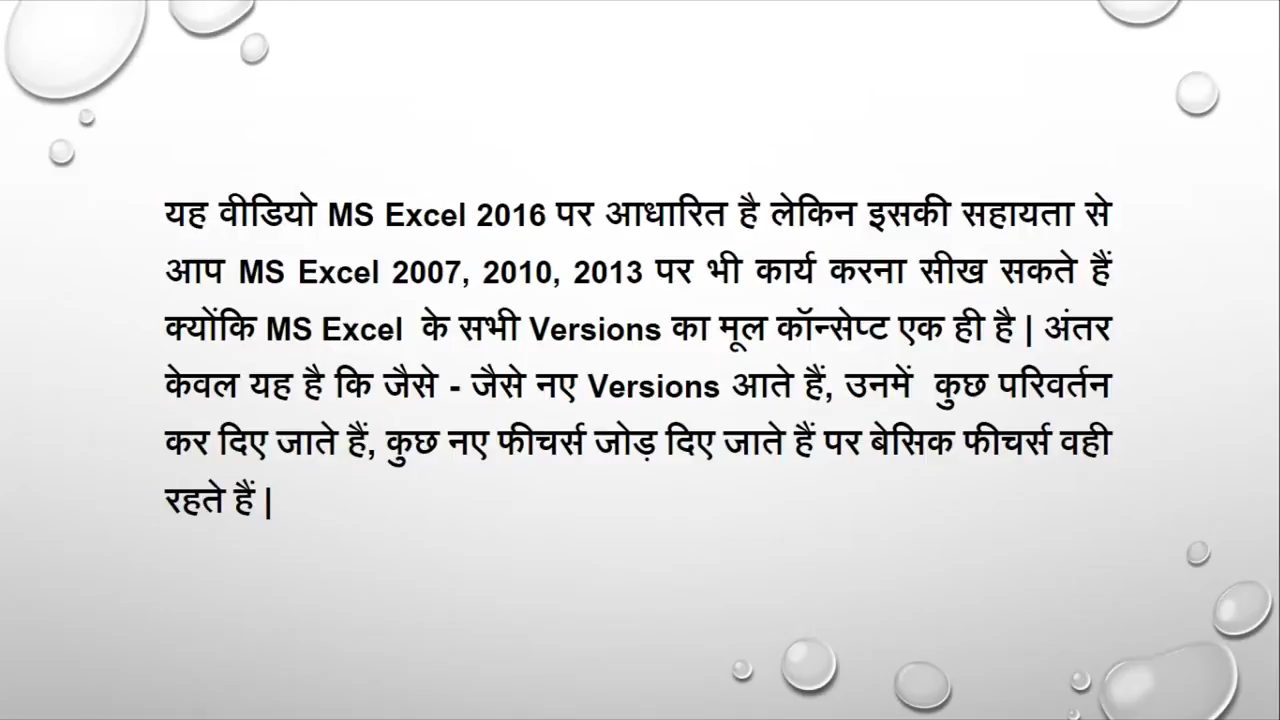 यह वीडियो MS Excel 2016 पर आधारित है लेकिन इसकी सहायता से
आप MS Excel 2007, 2010, 2013 पर भी कार्य करना सीख सकते हैं
क्योंकि MS Excel के सभी Versions का मूल कॉन्सेप्ट एक ही है | अंतर
केवल यह है कि जैसे - जैसे नए Versions आते हैं, उनमें कुछ परिवर्तन
कर दिए जाते हैं, कुछ नए फीचर्स जोड़ दिए जाते हैं पर बेसिक फीचर्स वही
रहते हैं |